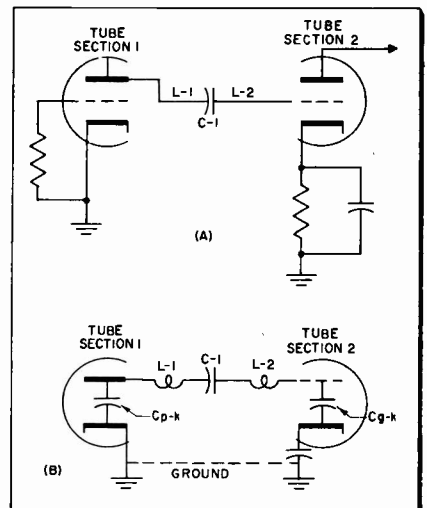 TUBE SECTION 1
TUBE SECTION 2
L-1
C-1
L-2
(A)
TUBE SECTION 1
TUBE SECTION 2
L-1
C-1
L-2
Cp-k
Cg-k
(B)
GROUND